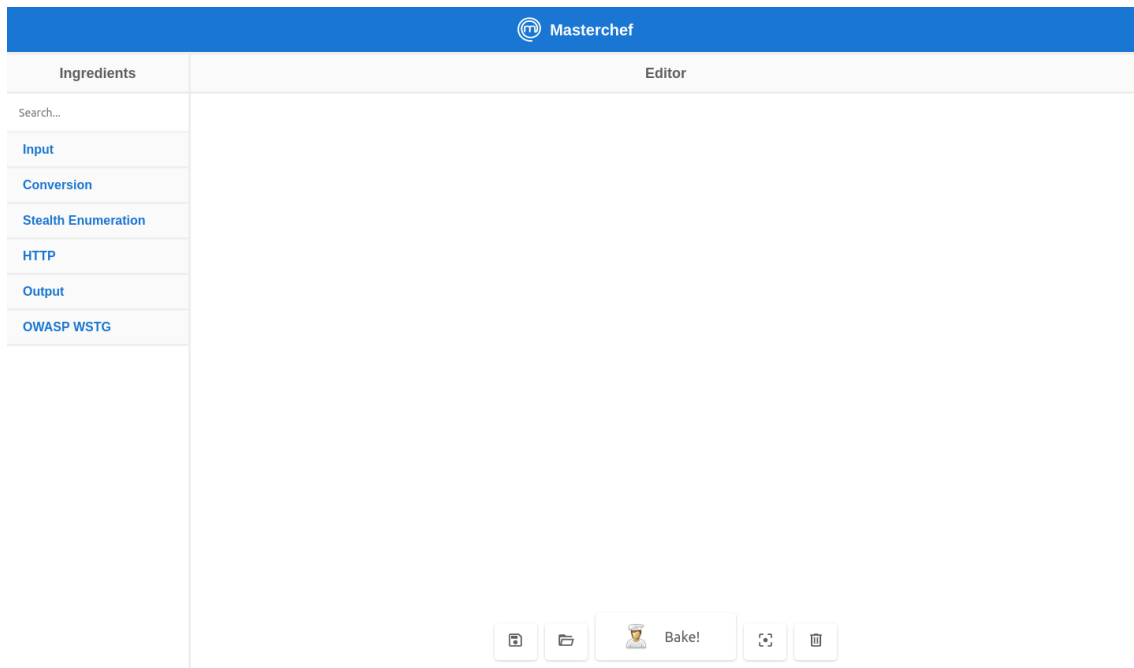 Masterchef
Ingredients
Editor
Search...
Input
Conversion
Stealth Enumeration
HTTP
Output
OWASP WSTG
Bake!